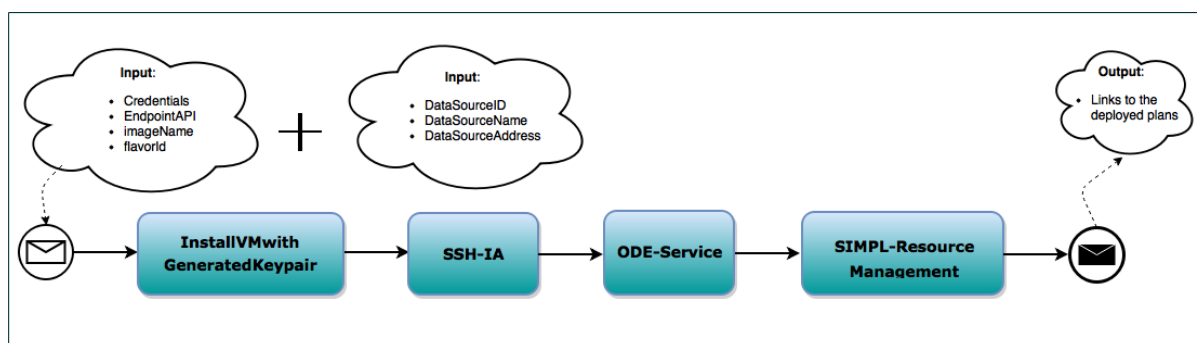 Input:
• Credentials
• EndpointAPI
• imageName
• flavorId
Input:
• DataSourceID
• DataSourceName
• DataSourceAddress
Output:
• Links to the
deployed plans
InstallVMwith
GeneratedKeypair
SSH-IA
ODE-Service
SIMPL-Resource
Management